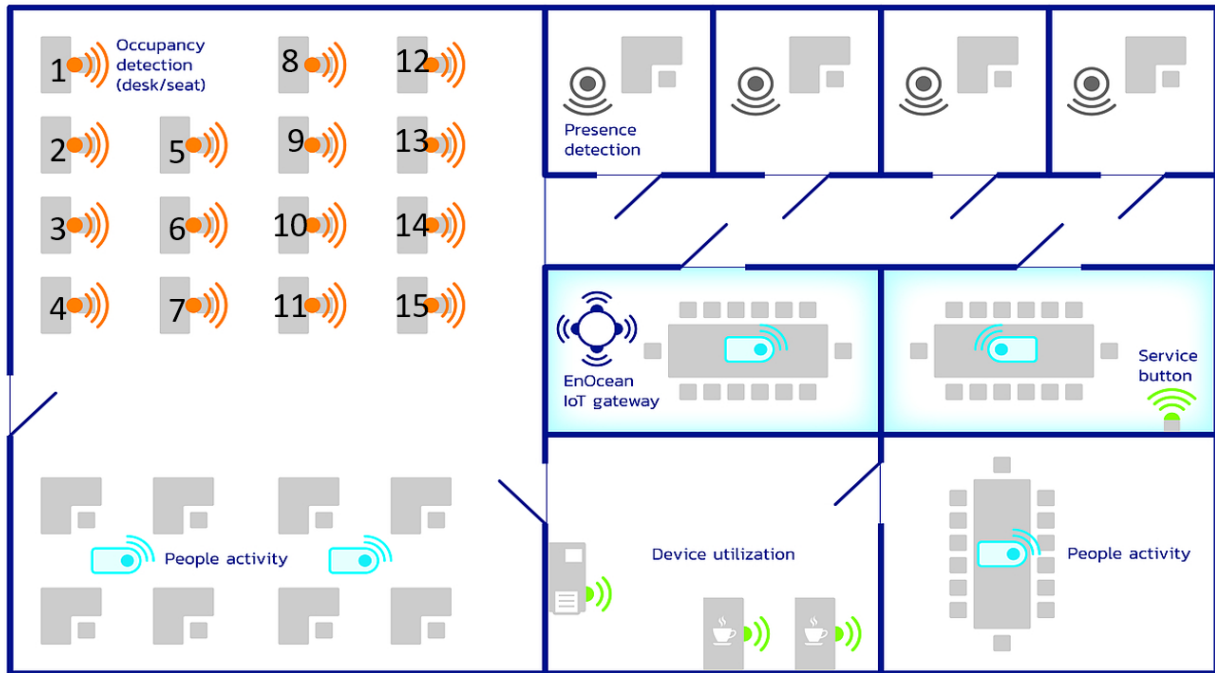 1
Occupancy
detection
(desk/seat)
8
12
2
5
9
13
3
6
10
14
4
7
11
15
Presence
detection
EnOcean
IoT gateway
Service
button
People activity
Device utilization
People activity